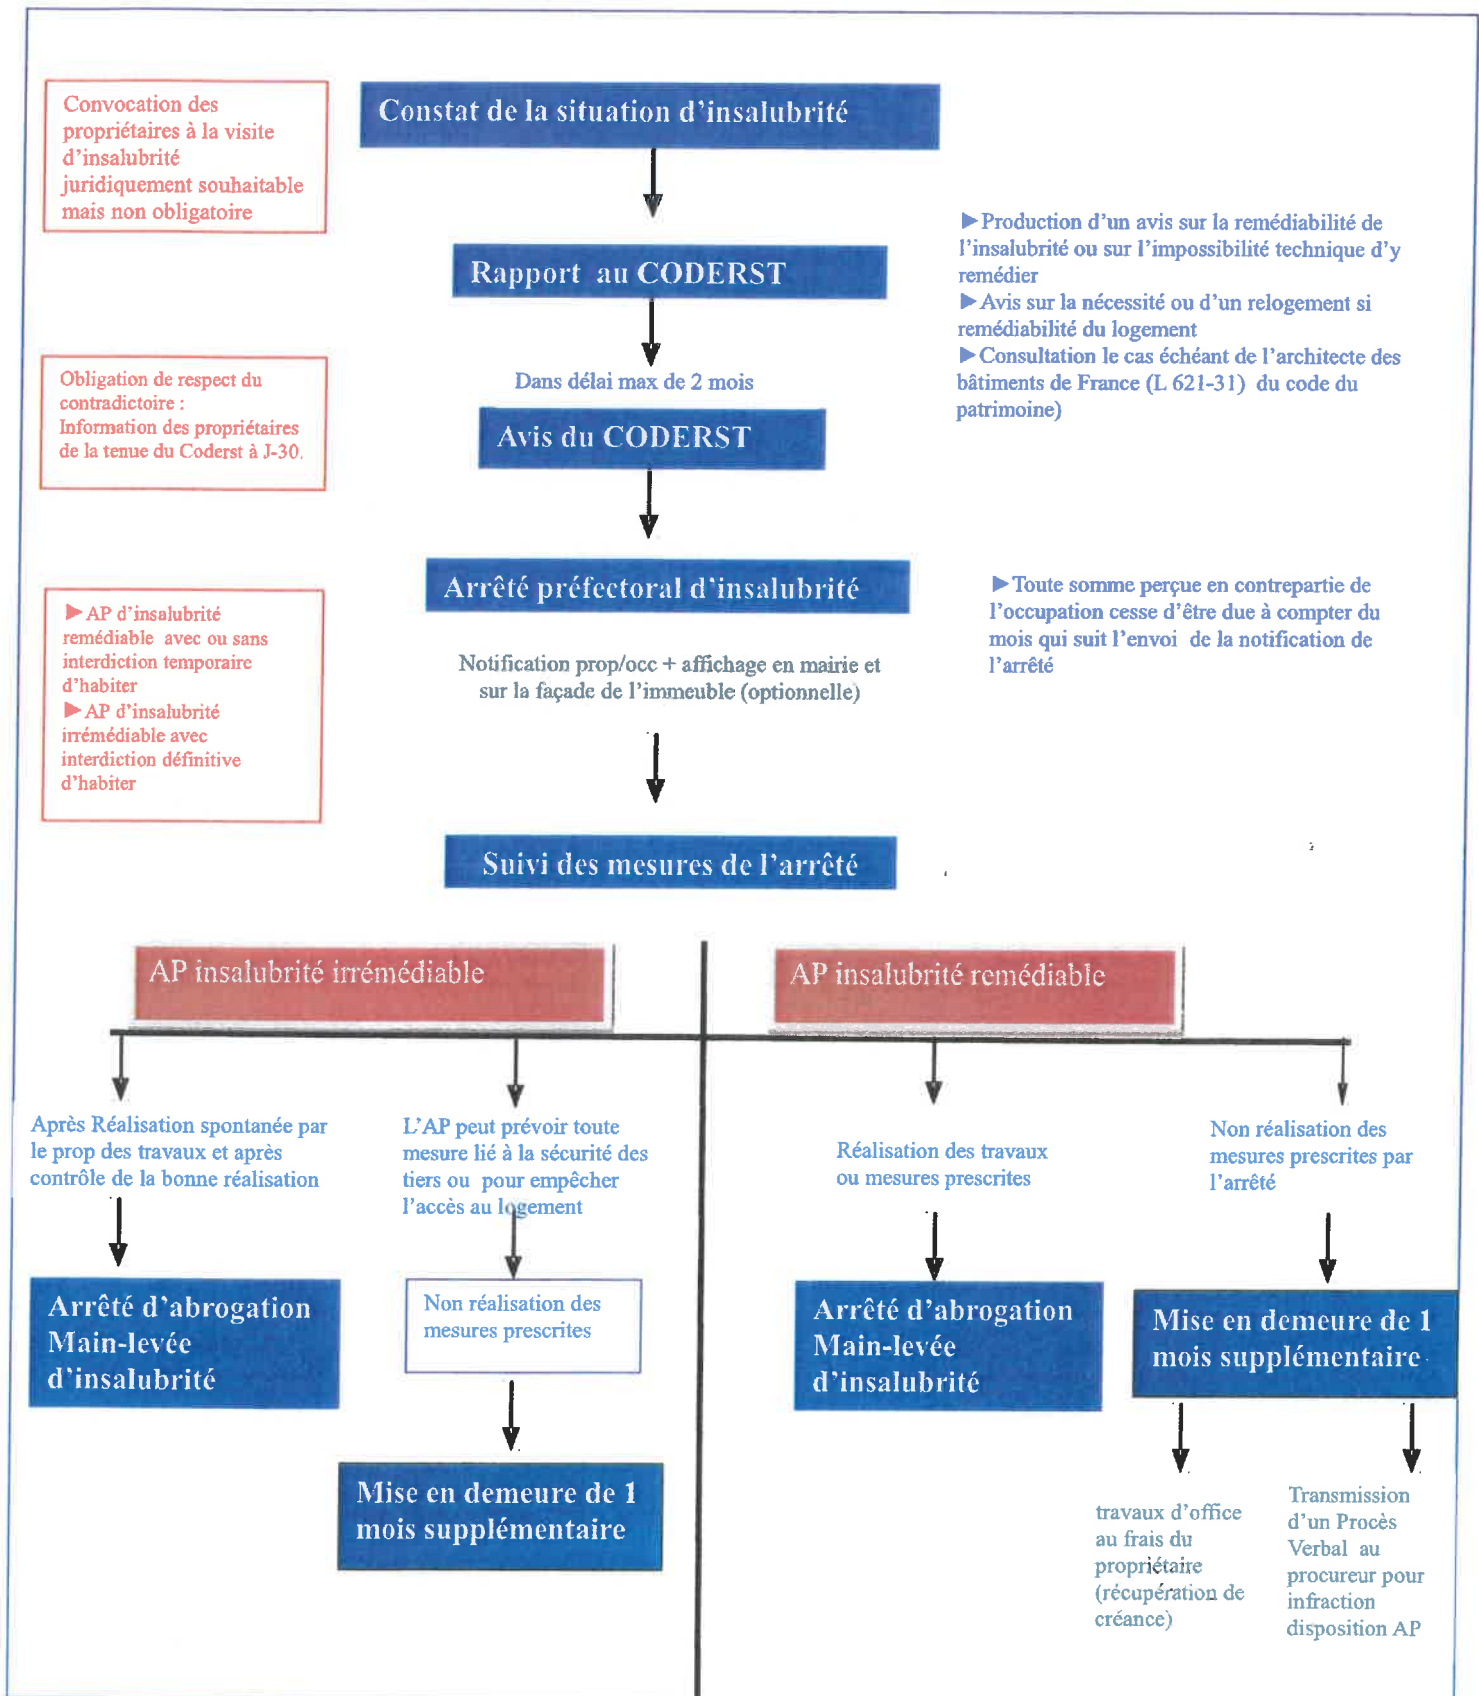 Convocation des
propriétaires à la visite
d'insalubrité
juridiquement souhaitable
mais non obligatoire
Constat de la situation d'insalubrité
Rapport au CODERST
►Production d'un avis sur la remédiabilité de
l'insalubrité ou sur l'impossibilité technique d'y
remédier
►Avis sur la nécessité ou d'un relogement si
remédiabilité du logement
►Consultation le cas échéant de l'architecte des
bâtiments de France (L 621-31) du code du
patrimoine)
Obligation de respect du
contradictoire :
Information des propriétaires
de la tenue du Coderst à J-30.
Dans délai max de 2 mois
Avis du CODERST
Arrêté préfectoral d'insalubrité
►AP d'insalubrité
remédiable avec ou sans
interdiction temporaire
d'habiter
►AP d'insalubrité
irrémédiable avec
interdiction définitive
d'habiter
Notification prop/occ + affichage en mairie et
sur la façade de l'immeuble (optionnelle)
►Toute somme perçue en contrepartie de
l'occupation cesse d'être due à compter du
mois qui suit l'envoi de la notification de
l'arrêté
Suivi des mesures de l'arrêté
AP insalubrité irrémédiable
AP insalubrité remédiable
Après Réalisation spontanée par
le prop des travaux et après
contrôle de la bonne réalisation
L'AP peut prévoir toute
mesure lié à la sécurité des
tiers ou pour empêcher
l'accès au logement
Réalisation des travaux
ou mesures prescrites
Non réalisation des
mesures prescrites par
l'arrêté
Arrêté d'abrogation
Main-levée
d'insalubrité
Non réalisation des
mesures prescrites
Arrêté d'abrogation
Main-levée
d'insalubrité
Mise en demeure de 1
mois supplémentaire
Mise en demeure de 1
mois supplémentaire
travaux d'office
au frais du
propriétaire
(récupération de
créance)
Transmission
d'un Procès
Verbal au
procureur pour
infraction
disposition AP